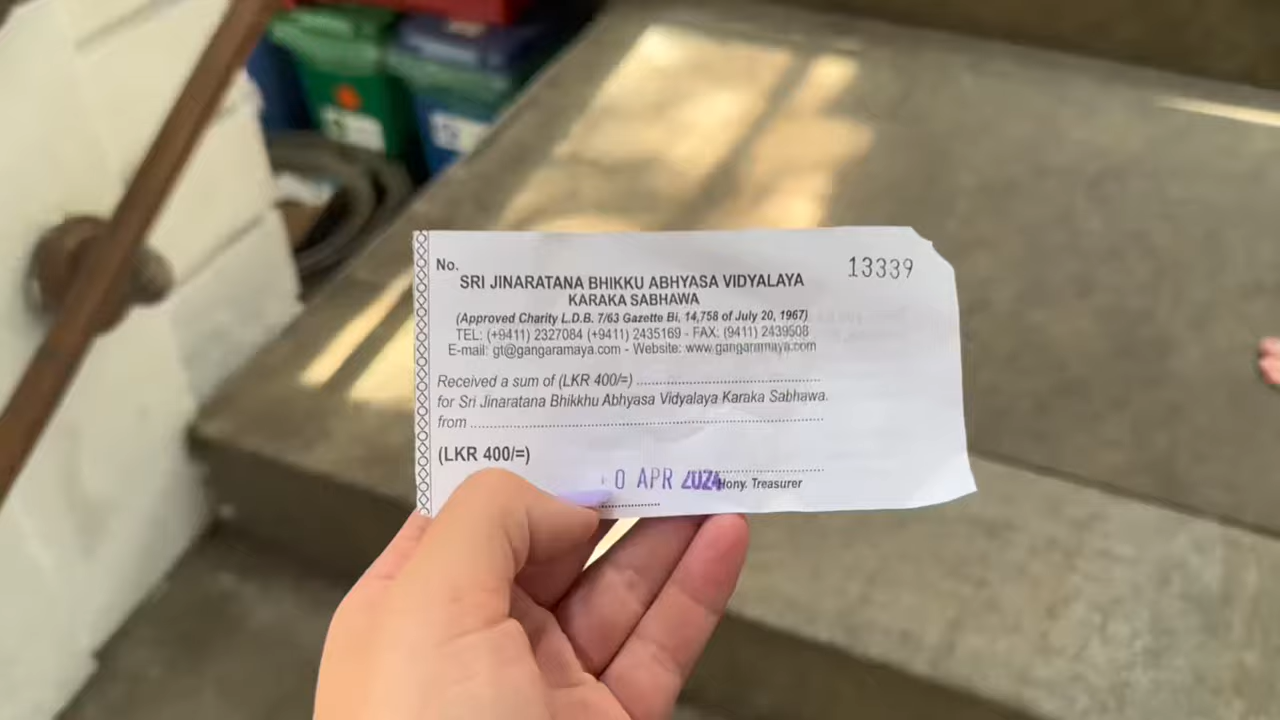 No.
13339
SRI JINARATANA BHIKKU ABHYASA VIDYALAYA
KARAKA SABHAWA
(Approved Charity L.D.B. 7/63 Gazette Bi, 14,758 of July 20, 1967)
TEL: (+9411) 2327084 (+9411) 2435169 - FAX: (9411) 2439508
E-mail: gt@gangaramaya.com - Website: www.gangaramaya.com
Received a sum of (LKR 400/=) ........................................
for Sri Jinaratana Bhikkhu Abhyasa Vidyalaya Karaka Sabhawa.
from ................................................................................
(LKR 400/=)
0 APR 2024
Hony. Treasurer